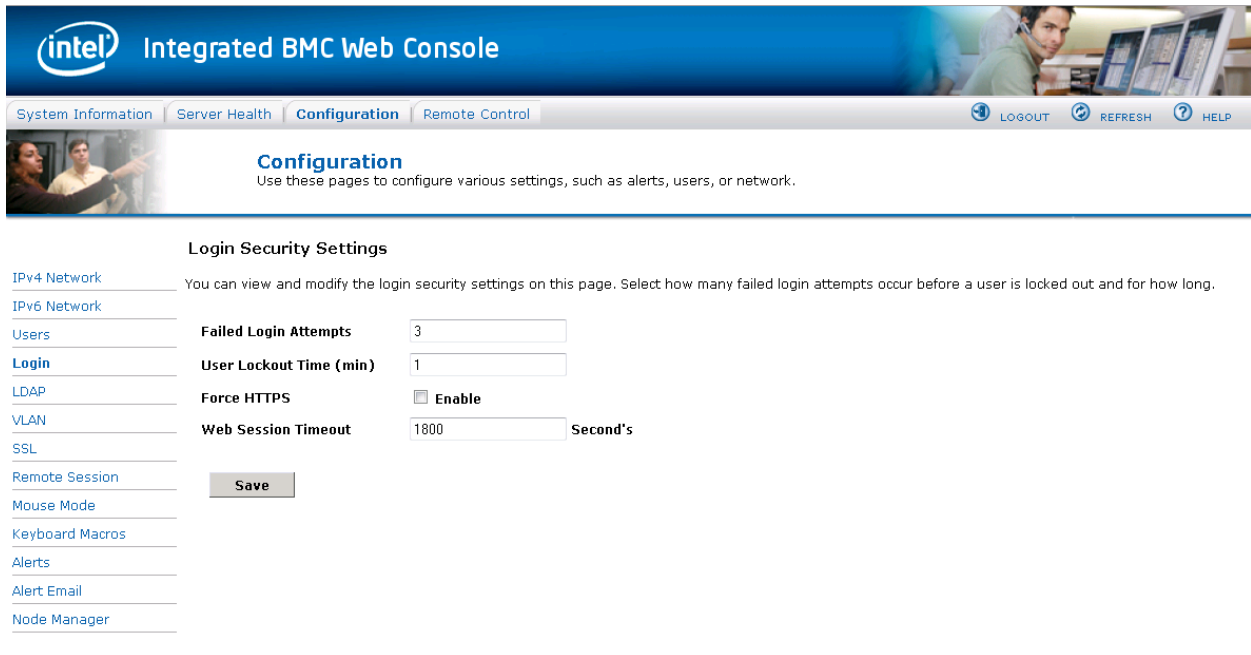 intel Integrated BMC Web Console
System Information Server Health Configuration Remote Control LOGOUT REFRESH ? HELP
Configuration
Use these pages to configure various settings, such as alerts, users, or network.
Login Security Settings
You can view and modify the login security settings on this page. Select how many failed login attempts occur before a user is locked out and for how long.
IPv4 Network
IPv6 Network
Users
Login
LDAP
VLAN
SSL
Remote Session
Mouse Mode
Keyboard Macros
Alerts
Alert Email
Node Manager
Failed Login Attempts 3
User Lockout Time (min) 1
Force HTTPS Enable
Web Session Timeout 1800 Second's
Save